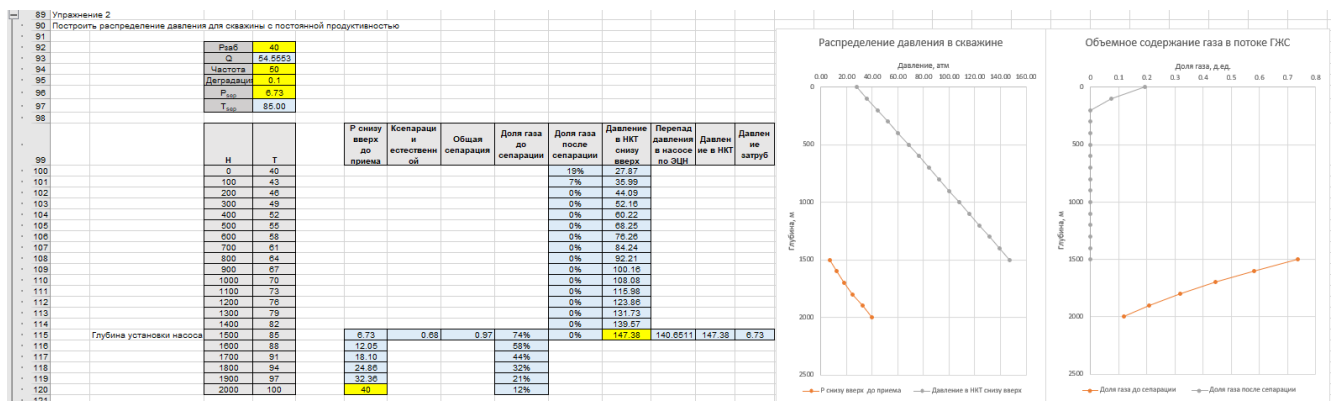 89 Упражнение 2
90 Построить распределение давления для скважины с постоянной продуктивностью
91
92 Pзаб 40
93 Q 54.5553
94 Частота 50
95 Деградаци 0.1
96 Psep 6.73
97 Tsep 85.00
98
99 H T P снизу вверх до приема Ксепараци и естественн ой Общая сепарация Доля газа до сепарации Доля газа после сепарации Давление в НКТ снизу вверх Перепад давления в насосе по ЭЦН Давлен ие в НКТ Давлен ие затруб
100 0 40 19% 27.87
101 100 43 7% 35.99
102 200 46 0% 44.09
103 300 49 0% 52.16
104 400 52 0% 60.22
105 500 55 0% 68.25
106 600 58 0% 76.26
107 700 61 0% 84.24
108 800 64 0% 92.21
109 900 67 0% 100.16
110 1000 70 0% 108.08
111 1100 73 0% 115.98
112 1200 76 0% 123.86
113 1300 79 0% 131.73
114 1400 82 0% 139.57
115 Глубина установки насоса 1500 85 6.73 0.68 0.97 74% 0% 147.38 140.6511 147.38 6.73
116 1600 88 12.05 58%
117 1700 91 18.10 44%
118 1800 94 24.86 32%
119 1900 97 32.36 21%
120 2000 100 40 12%
Распределение давления в скважине
Давление, атм
0.00 20.00 40.00 60.00 80.00 100.00 120.00 140.00 160.00
0
500
1000
1500
2000
2500
Глубина, м
P снизу вверх до приема Давление в НКТ снизу вверх
Объемное содержание газа в потоке ГЖС
Доля газа, д.ед.
0 0.1 0.2 0.3 0.4 0.5 0.6 0.7 0.8
0
500
1000
1500
2000
2500
Глубина, м
Доля газа до сепарации Доля газа после сепарации